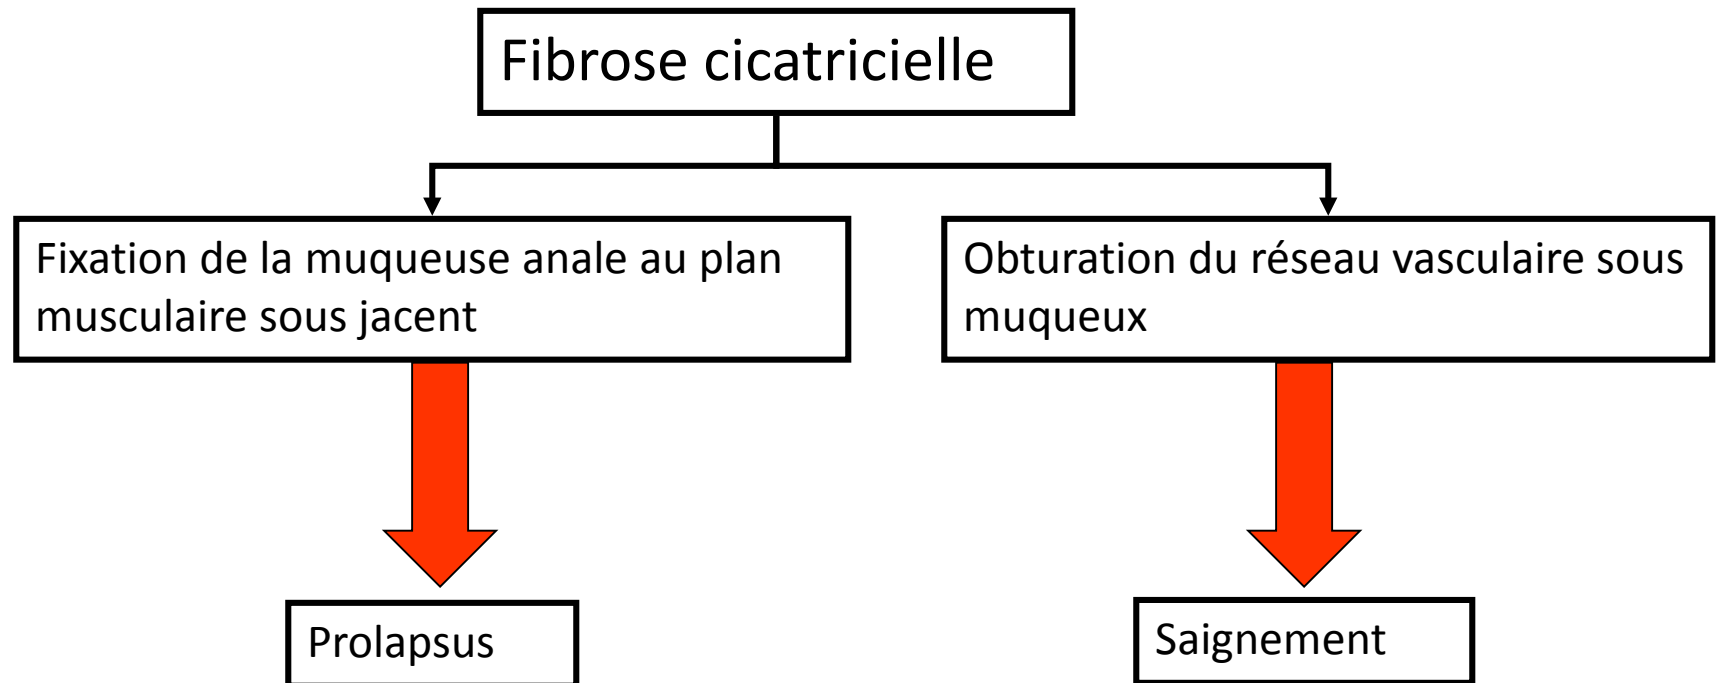 Fibrose cicatricielle
Fixation de la muqueuse anale au plan
musculaire sous jacent
Obturation du réseau vasculaire sous
muqueux
Prolapsus
Saignement